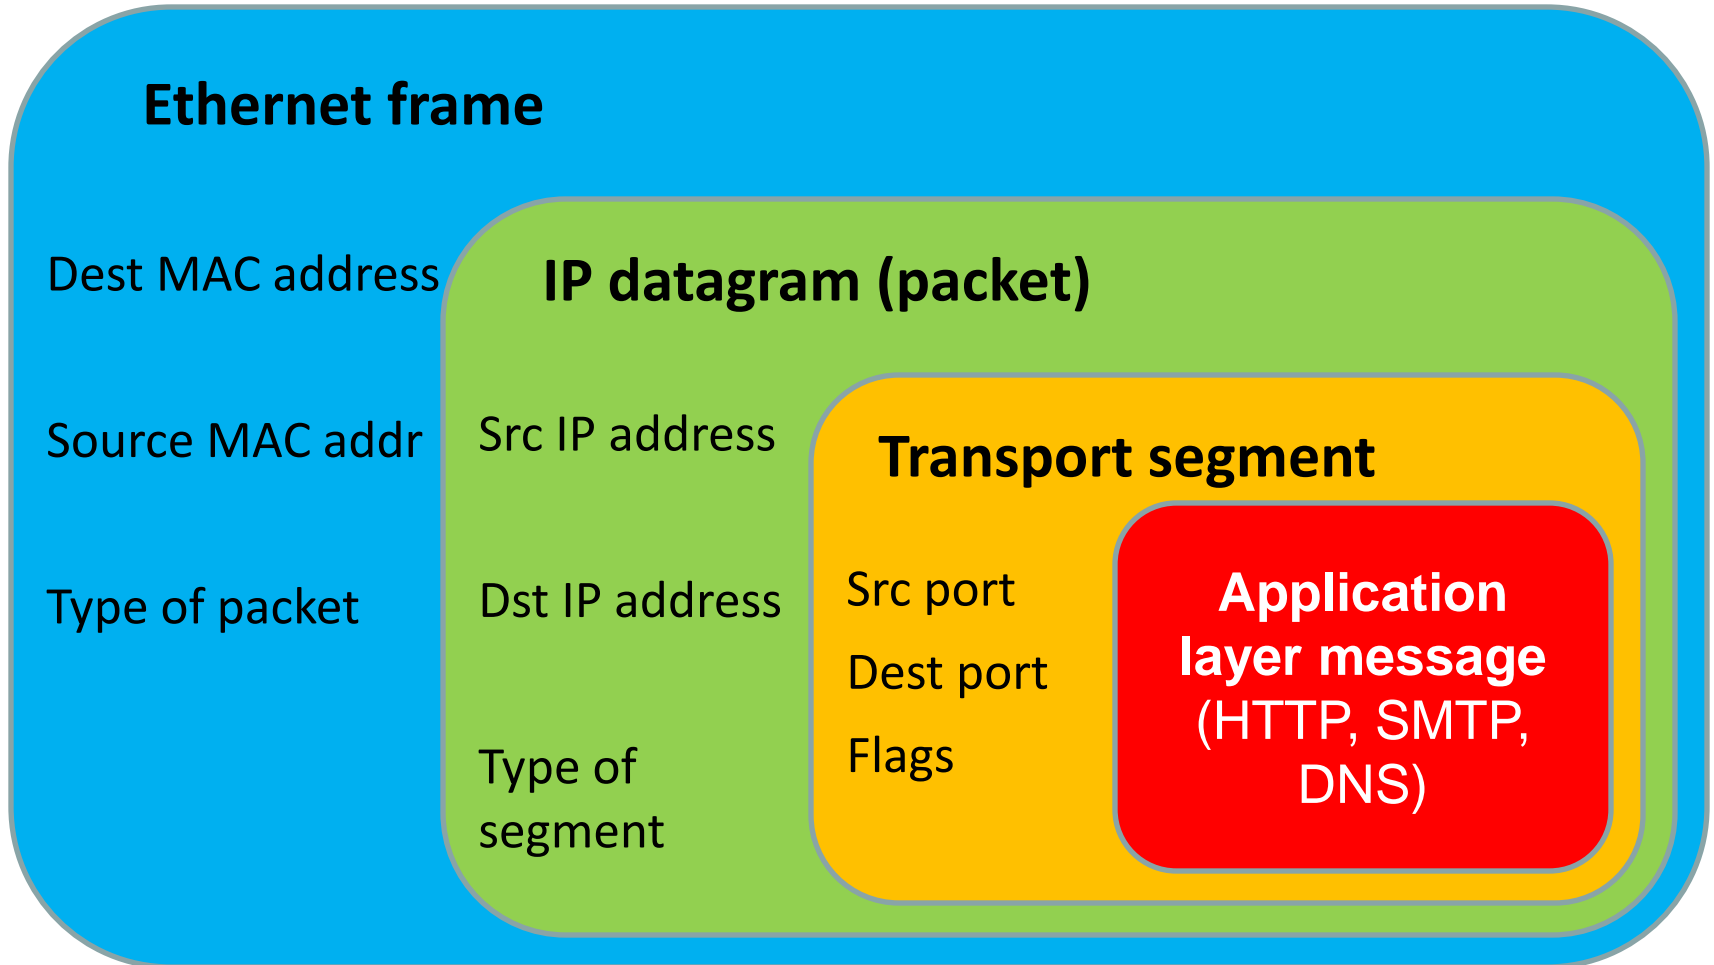 Ethernet frame
Dest MAC address
Source MAC addr
Type of packet
IP datagram (packet)
Src IP address
Dst IP address
Type of
segment
Transport segment
Src port
Dest port
Flags
Application
layer message
(HTTP, SMTP,
DNS)